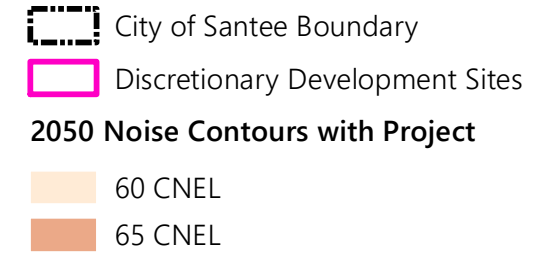 City of Santee Boundary
Discretionary Development Sites
2050 Noise Contours with Project
60 CNEL
65 CNEL